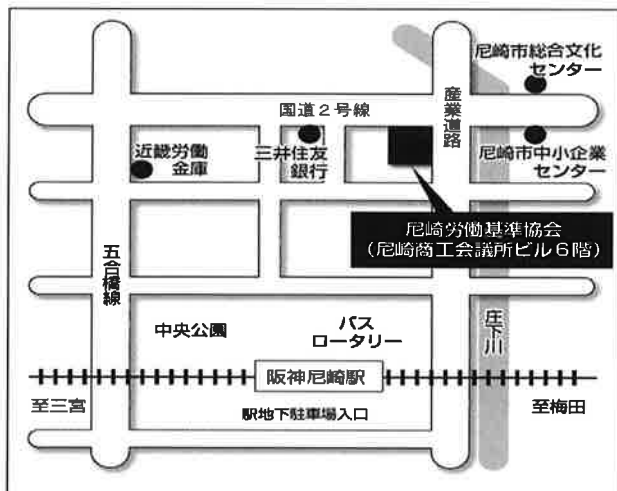 尼崎市総合文化
センター
国道2号線
産業道路
近畿労働
金庫
三井住友
銀行
尼崎市中小企業
センター
尼崎労働基準協会
(尼崎商工会議所ビル6階)
五合橋線
中央公園
バス
ロータリー
庄下川
阪神尼崎駅
至三宮
至梅田
駅地下駐車場入口